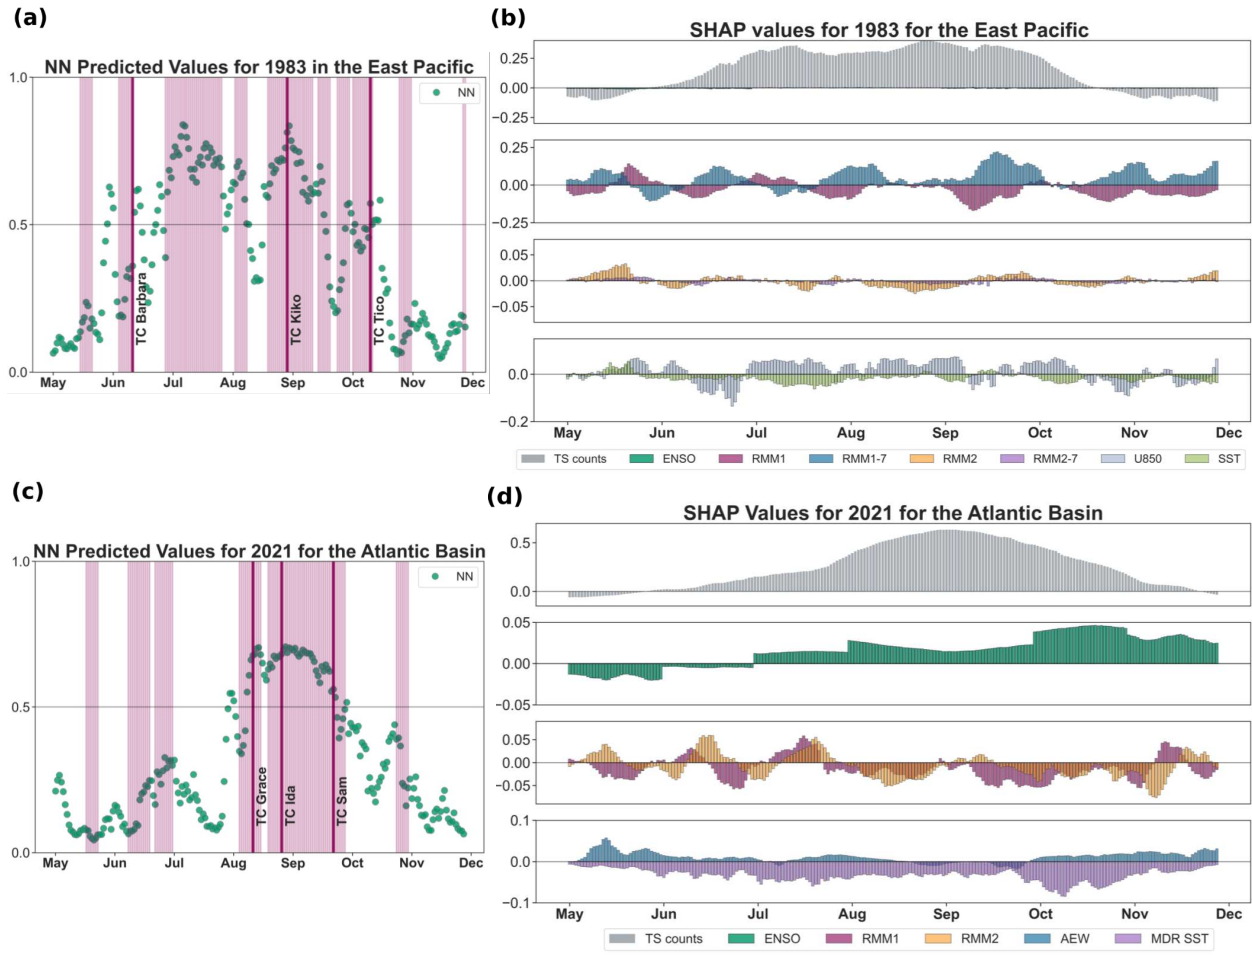 (a)
NN Predicted Values for 1983 in the East Pacific
1.0
0.5
0.0
NN
TC Barbara
TC Kiko
TC Tico
May Jun Jul Aug Sep Oct Nov Dec
(b)
SHAP values for 1983 for the East Pacific
0.25
0.00
−0.25
0.25
0.00
−0.25
0.05
0.00
−0.05
0.0
−0.2
May Jun Jul Aug Sep Oct Nov Dec
TS counts ENSO RMM1 RMM1-7 RMM2 RMM2-7 U850 SST
(c)
NN Predicted Values for 2021 for the Atlantic Basin
1.0
0.5
0.0
NN
TC Grace
TC Ida
TC Sam
May Jun Jul Aug Sep Oct Nov Dec
(d)
SHAP Values for 2021 for the Atlantic Basin
0.5
0.0
0.05
0.00
−0.05
0.05
0.00
−0.05
0.1
0.0
−0.1
May Jun Jul Aug Sep Oct Nov Dec
TS counts ENSO RMM1 RMM2 AEW MDR SST